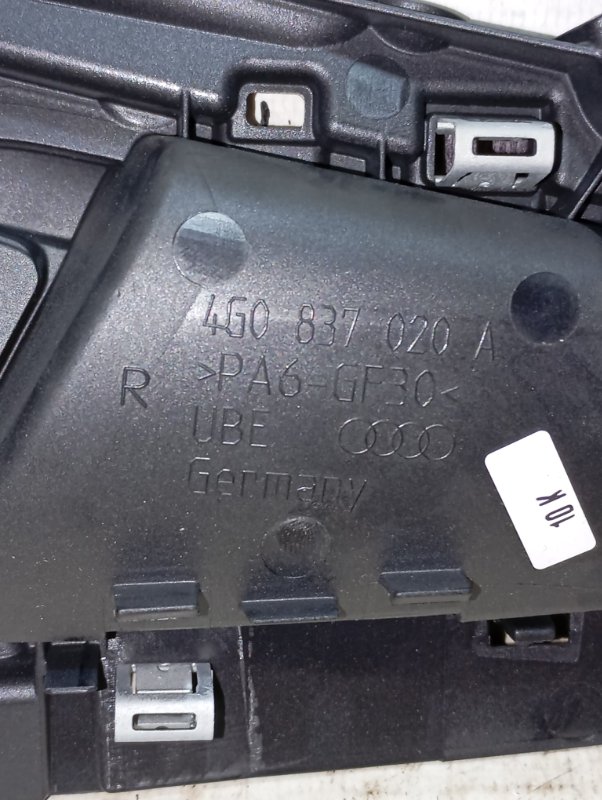 4G0 837 020 A
R >PA6-GF30<
UBE
Germany
10K